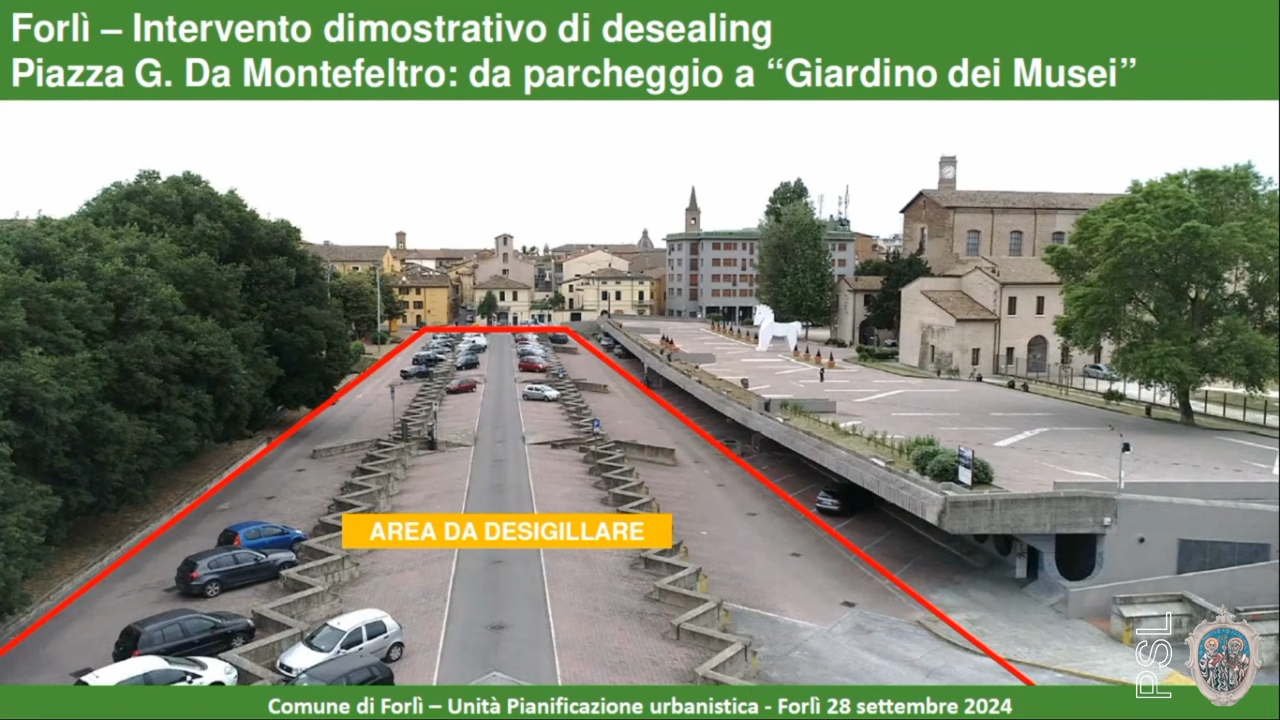 Forlì – Intervento dimostrativo di desealing
Piazza G. Da Montefeltro: da parcheggio a “Giardino dei Musei”
AREA DA DESIGILLARE
PSL
Comune di Forlì – Unità Pianificazione urbanistica - Forlì 28 settembre 2024